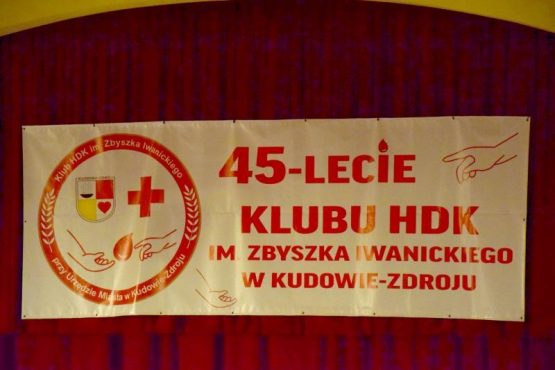 Klub HDK im. Zbyszka Iwanickiego
przy Urzędzie Miasta w Kudowie-Zdroju
45-LECIE
KLUBU HDK
IM. ZBYSZKA IWANICKIEGO
W KUDOWIE-ZDROJU